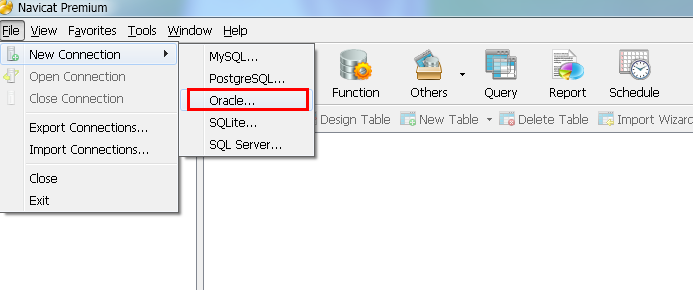 Navicat Premium
File View Favorites Tools Window Help
New Connection
Open Connection
Close Connection
Export Connections...
Import Connections...
Close
Exit
MySQL...
PostgreSQL...
Oracle...
SQLite...
SQL Server...
Function Others Query Report Schedule
Design Table New Table Delete Table Import Wizar